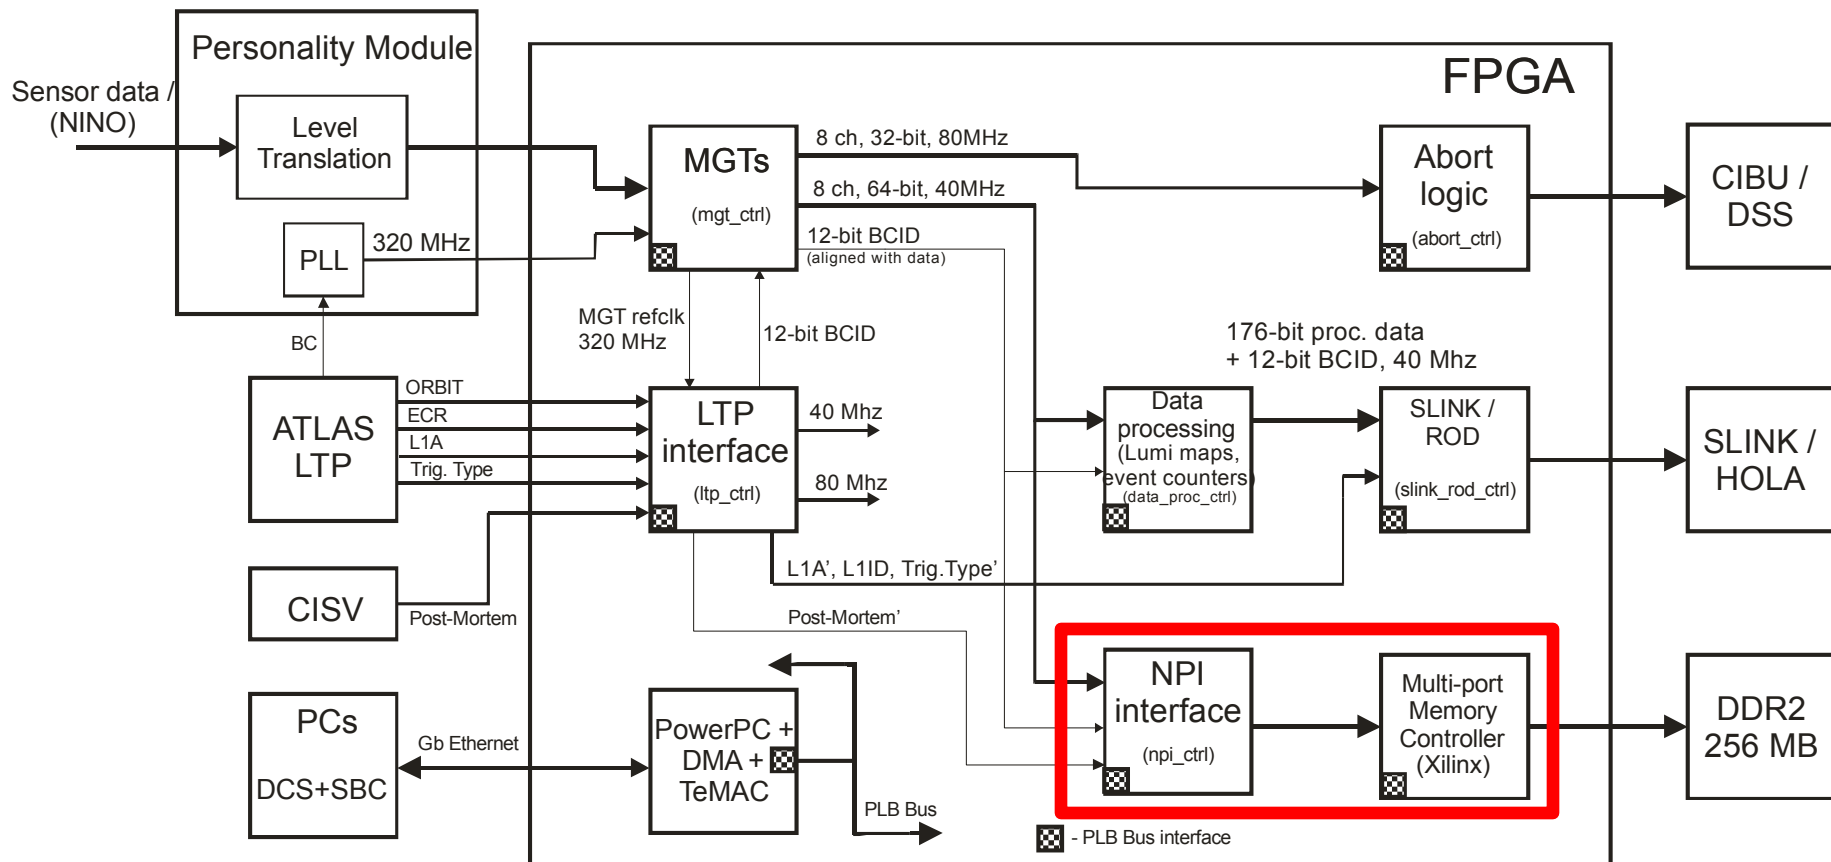 Personality Module
FPGA
Sensor data /
(NINO)
Level
Translation
MGTs
(mgt_ctrl)
8 ch, 32-bit, 80MHz
8 ch, 64-bit, 40MHz
12-bit BCID
(aligned with data)
Abort
logic
(abort_ctrl)
CIBU /
DSS
PLL
320 MHz
BC
MGT refclk
320 MHz
12-bit BCID
176-bit proc. data
+ 12-bit BCID, 40 Mhz
ATLAS
LTP
ORBIT
ECR
L1A
Trig. Type
LTP
interface
(ltp_ctrl)
40 Mhz
80 Mhz
Data
processing
(Lumi maps,
event counters)
(data_proc_ctrl)
SLINK /
ROD
(slink_rod_ctrl)
SLINK /
HOLA
CISV
Post-Mortem
L1A’, L1ID, Trig.Type’
Post-Mortem’
PCs
DCS+SBC
Gb Ethernet
PowerPC +
DMA +
TeMAC
PLB Bus
NPI
interface
(npi_ctrl)
Multi-port
Memory
Controller
(Xilinx)
DDR2
256 MB
- PLB Bus interface